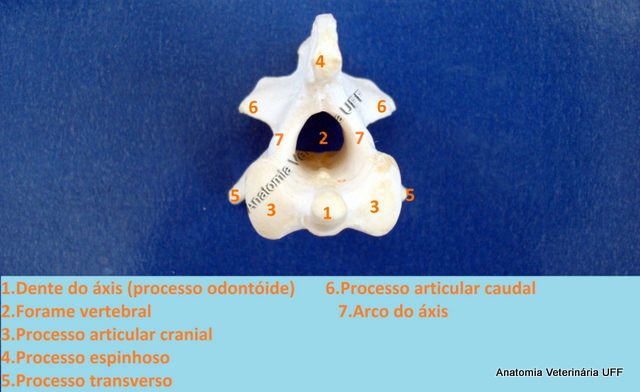 4
6
6
7
7
2
Anatomia Veterinária UFF
5
5
3
1
3
1.Dente do áxis (processo odontóide)
6.Processo articular caudal
2.Forame vertebral
7.Arco do áxis
3.Processo articular cranial
4.Processo espinhoso
5.Processo transverso
Anatomia Veterinária UFF